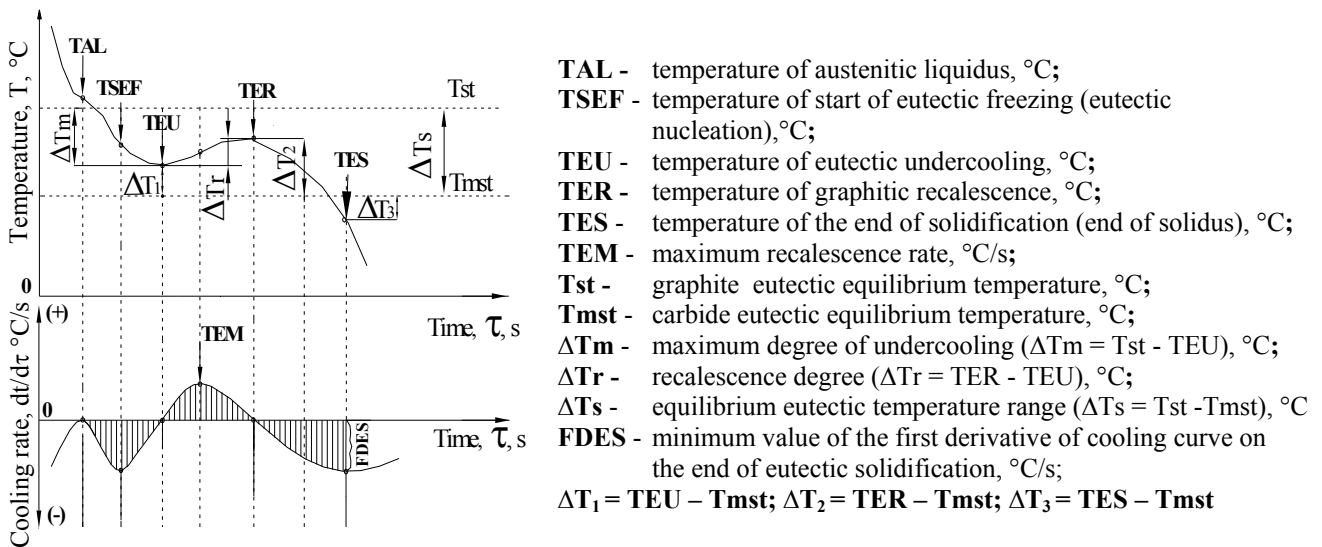 Temperature, T, °C
TAL
TSEF
TEU
TER
TES
Tst
Tmst
ΔTm
ΔT1
ΔTr
ΔT2
ΔTs
ΔT3
0
Time, τ, s
Cooling rate, dt/dτ °C/s
(+)
TEM
0
Time, τ, s
FDES
(-)
TAL - temperature of austenitic liquidus, °C;
TSEF - temperature of start of eutectic freezing (eutectic
nucleation),°C;
TEU - temperature of eutectic undercooling, °C;
TER - temperature of graphitic recalescence, °C;
TES - temperature of the end of solidification (end of solidus), °C;
TEM - maximum recalescence rate, °C/s;
Tst - graphite eutectic equilibrium temperature, °C;
Tmst - carbide eutectic equilibrium temperature, °C;
ΔTm - maximum degree of undercooling (ΔTm = Tst - TEU), °C;
ΔTr - recalescence degree (ΔTr = TER - TEU), °C;
ΔTs - equilibrium eutectic temperature range (ΔTs = Tst -Tmst), °C
FDES - minimum value of the first derivative of cooling curve on
the end of eutectic solidification, °C/s;
ΔT₁ = TEU – Tmst; ΔT₂ = TER – Tmst; ΔT₃ = TES – Tmst